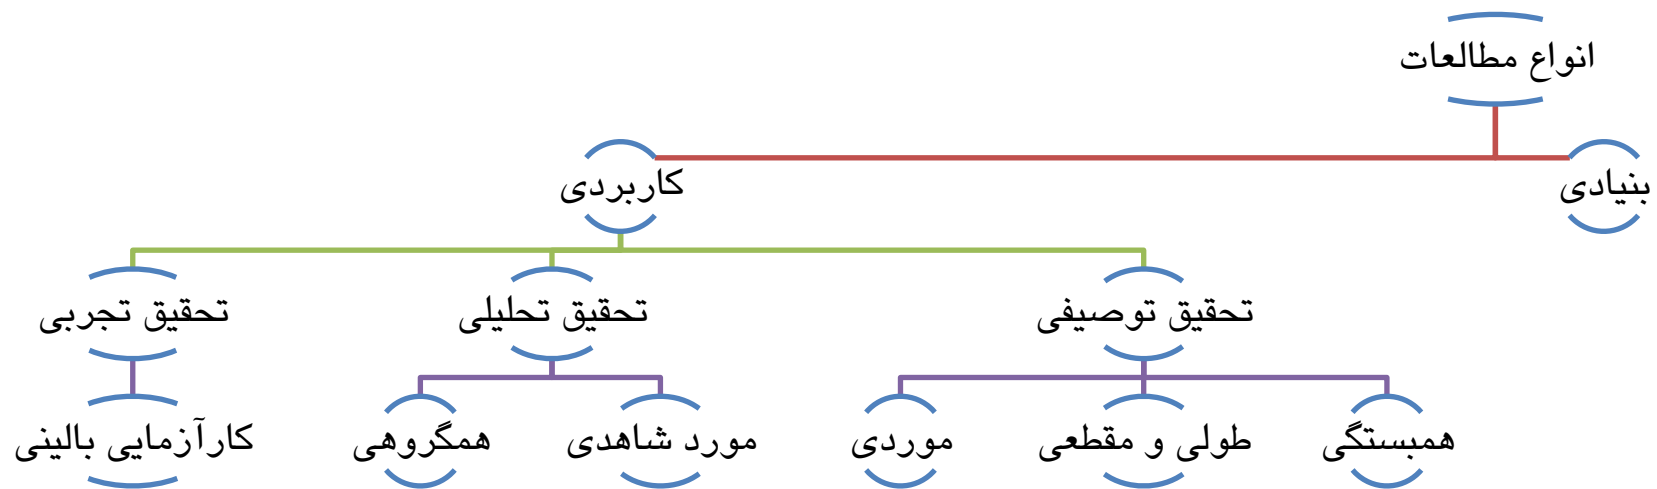 انواع مطالعات
بنیادی
کاربردی
تحقیق توصیفی
تحقیق تحلیلی
تحقیق تجربی
همبستگی
طولی و مقطعی
موردی
مورد شاهدی
همگروهی
کارآزمایی بالینی